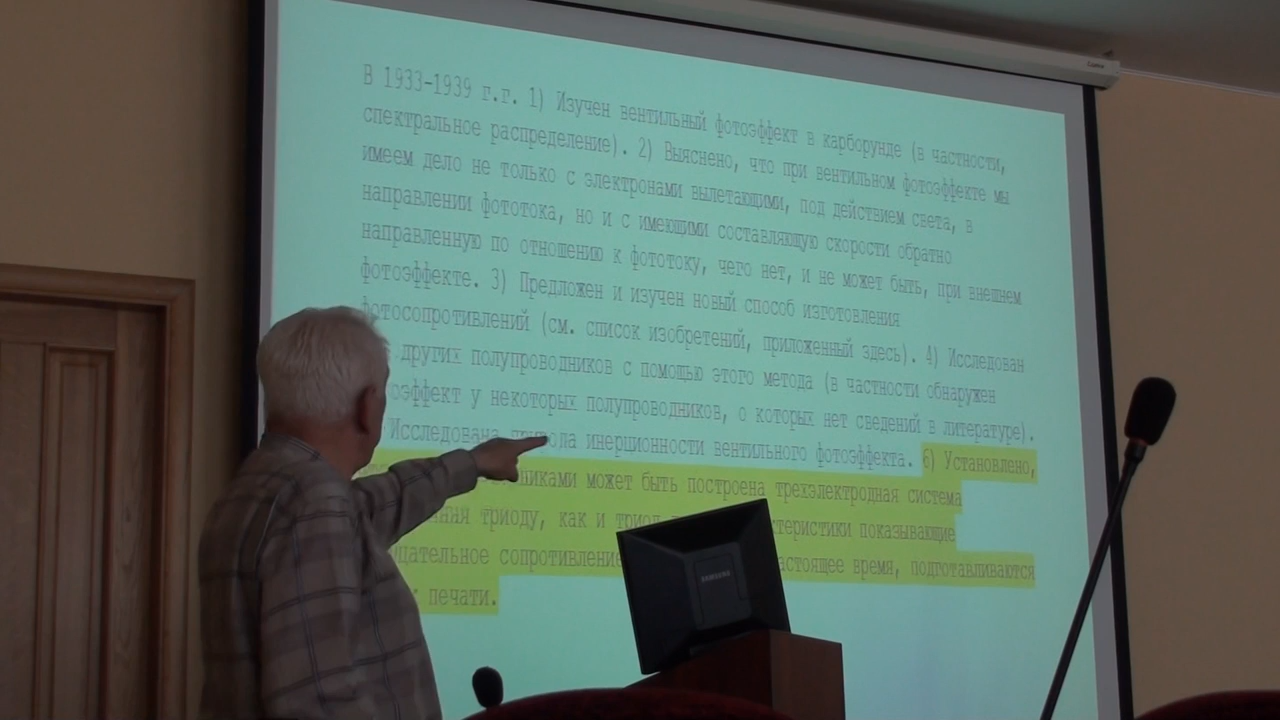 В 1933-1939 г.г. 1) Изучен вентильный фотоэффект в карборунде (в частности,
спектральное распределение). 2) Выяснено, что при вентильном фотоэффекте мы
имеем дело не только с электронами вылетающими, под действием света, в
направлении фототока, но и с имеющими составляющую скорости обратно
направленную по отношению к фототоку, чего нет, и не может быть, при внешнем
фотоэффекте. 3) Предложен и изучен новый способ изготовления
фотосопротивлений (см. список изобретений, приложенный здесь). 4) Исследован
других полупроводников с помощью этого метода (в частности обнаружен
у некоторых полупроводников, о которых нет сведений в литературе).
Исследована природа инерционности вентильного фотоэффекта. 6) Установлено,
может быть построена трехэлектродная система
триоду, как и показывающие
сопротивление настоящее время, подготавливаются
к печати.
SAMSUNG